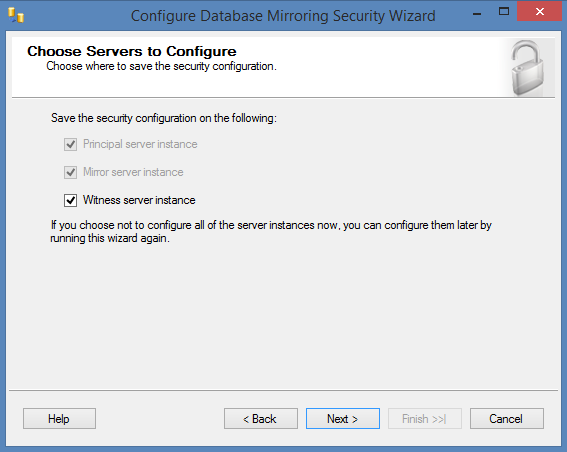 Configure Database Mirroring Security Wizard
Choose Servers to Configure
Choose where to save the security configuration.
Save the security configuration on the following:
Principal server instance
Mirror server instance
Witness server instance
If you choose not to configure all of the server instances now, you can configure them later by
running this wizard again.
Help
< Back
Next >
Finish >>|
Cancel